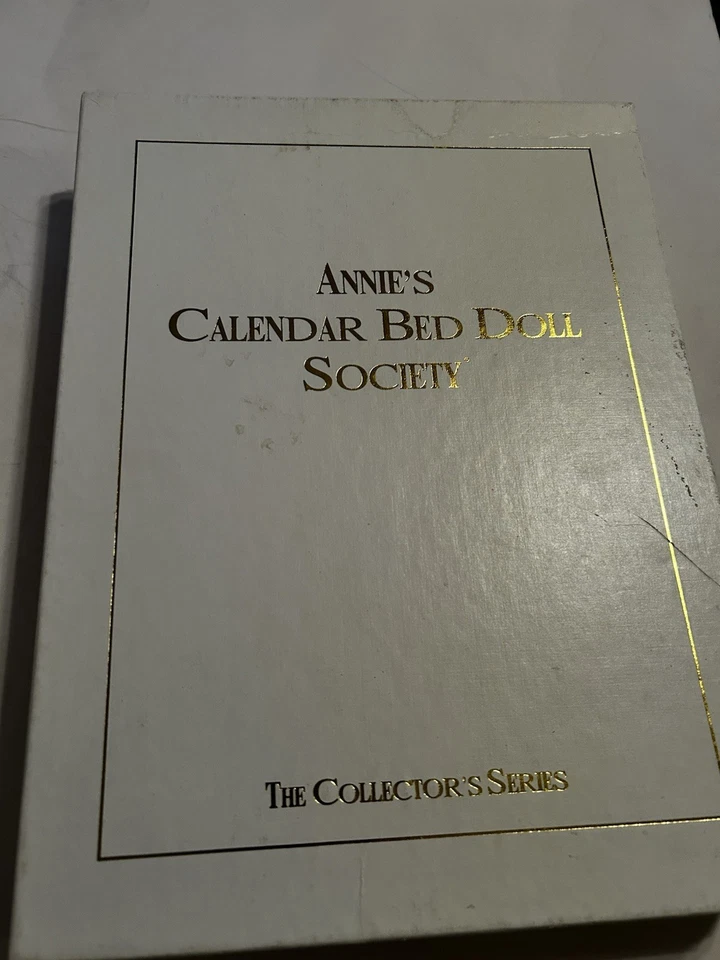 ANNIE'S
CALENDAR BED DOLL
SOCIETY
THE COLLECTOR'S SERIES